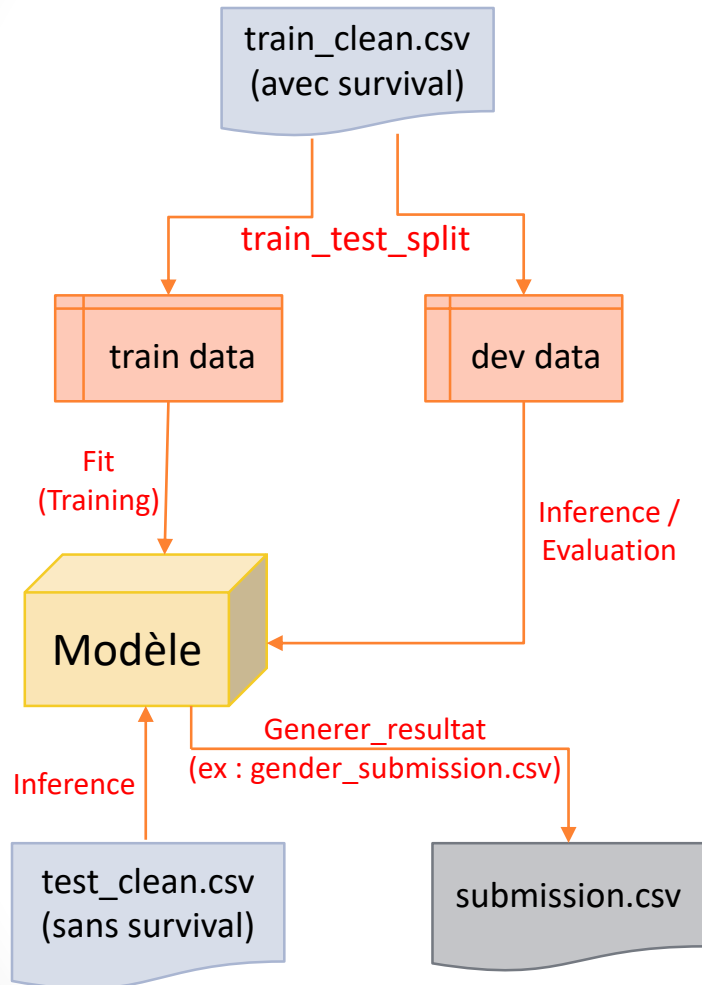 train_clean.csv
(avec survival)
train_test_split
train data
dev data
Fit
(Training)
Inference /
Evaluation
Modèle
Generer_resultat
(ex : gender_submission.csv)
Inference
test_clean.csv
(sans survival)
submission.csv